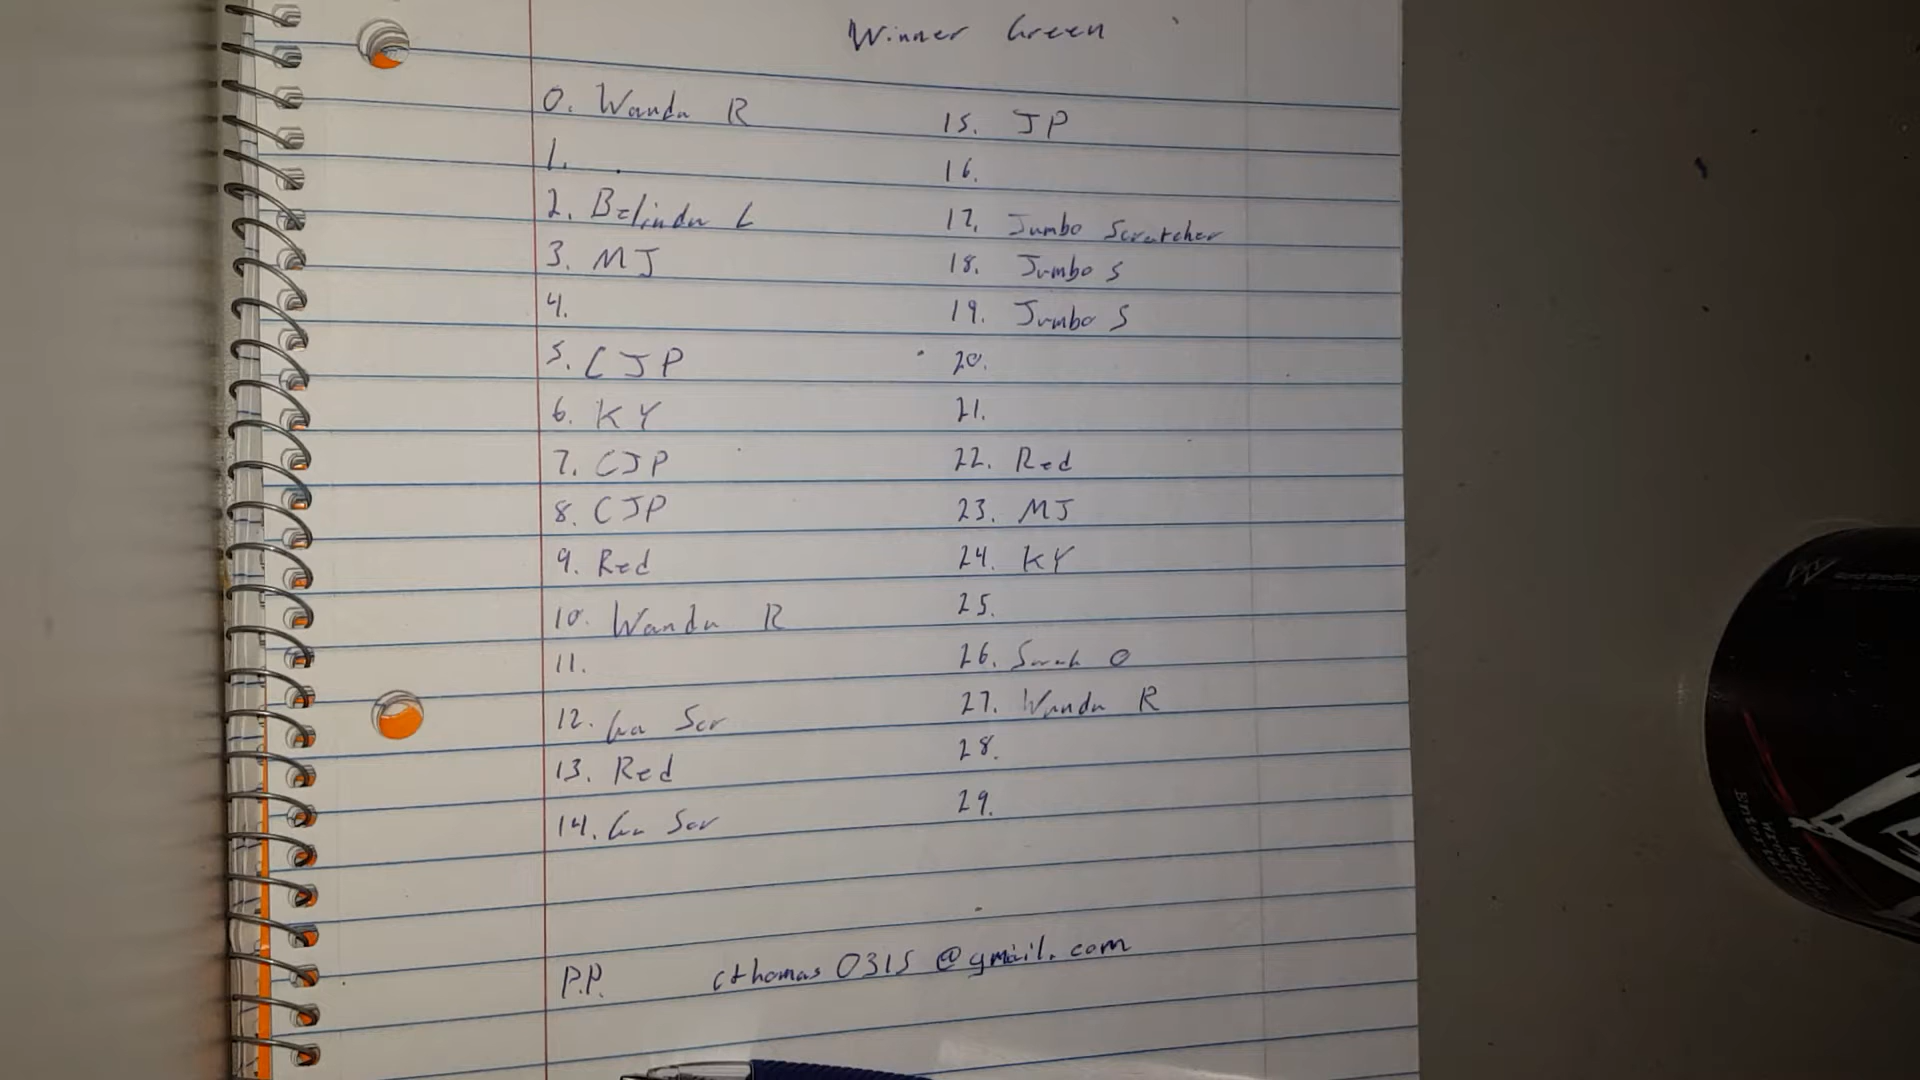 Winner Green
0. Wanda R
1.
2. Belinda L
3. MJ
4.
5. CJP
6. KY
7. CJP
8. CJP
9. Red
10. Wanda R
11.
12. Ga Scr
13. Red
14. Ga Scr
15. JP
16.
17. Jumbo Scratcher
18. Jumbo S
19. Jumbo S
20.
21.
22. Red
23. MJ
24. KY
25.
26. Sarah O
27. Wanda R
28.
29.
P.P. cthomas0315@gmail.com